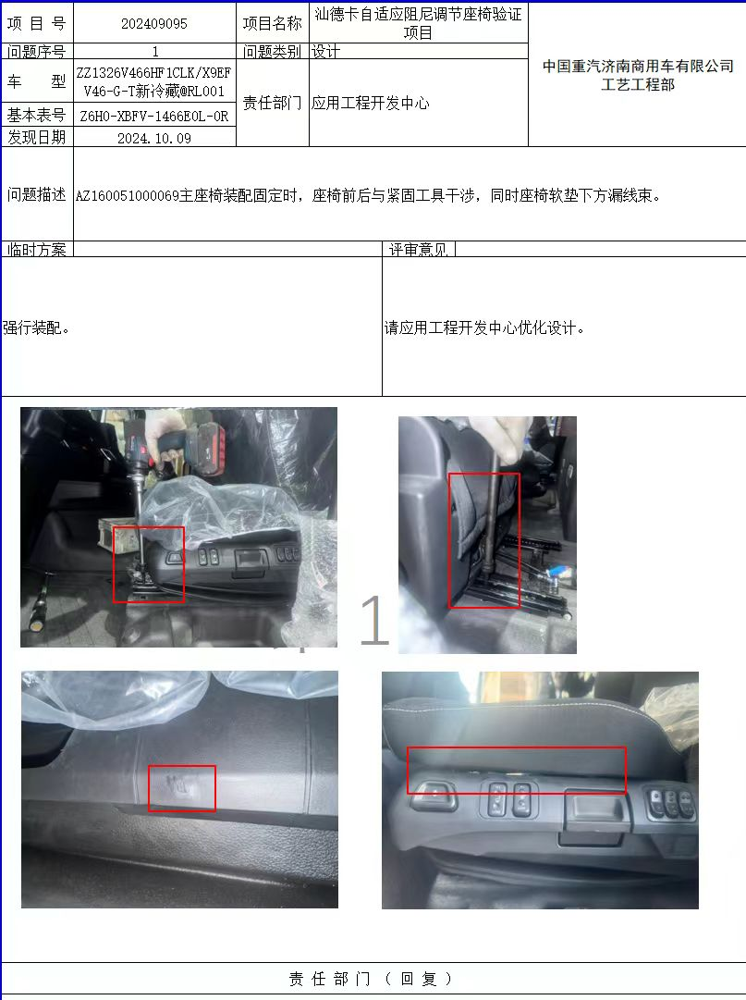 项 目 号
202409095
项目名称
汕德卡自适应阻尼调节座椅验证
项目
中国重汽济南商用车有限公司
工艺工程部
问题序号
1
问题类别
设计
车 型
ZZ1326V466HF1CLK/X9EF
V46-G-T新冷藏@RL001
责任部门
应用工程开发中心
基本表号
Z6H0-XBFV-1466E0L-0R
发现日期
2024.10.09
问题描述
AZ160051000069主座椅装配固定时，座椅前后与紧固工具干涉，同时座椅软垫下方漏线束。
临时方案
评审意见
强行装配。
请应用工程开发中心优化设计。
1
责 任 部 门 （ 回 复 ）